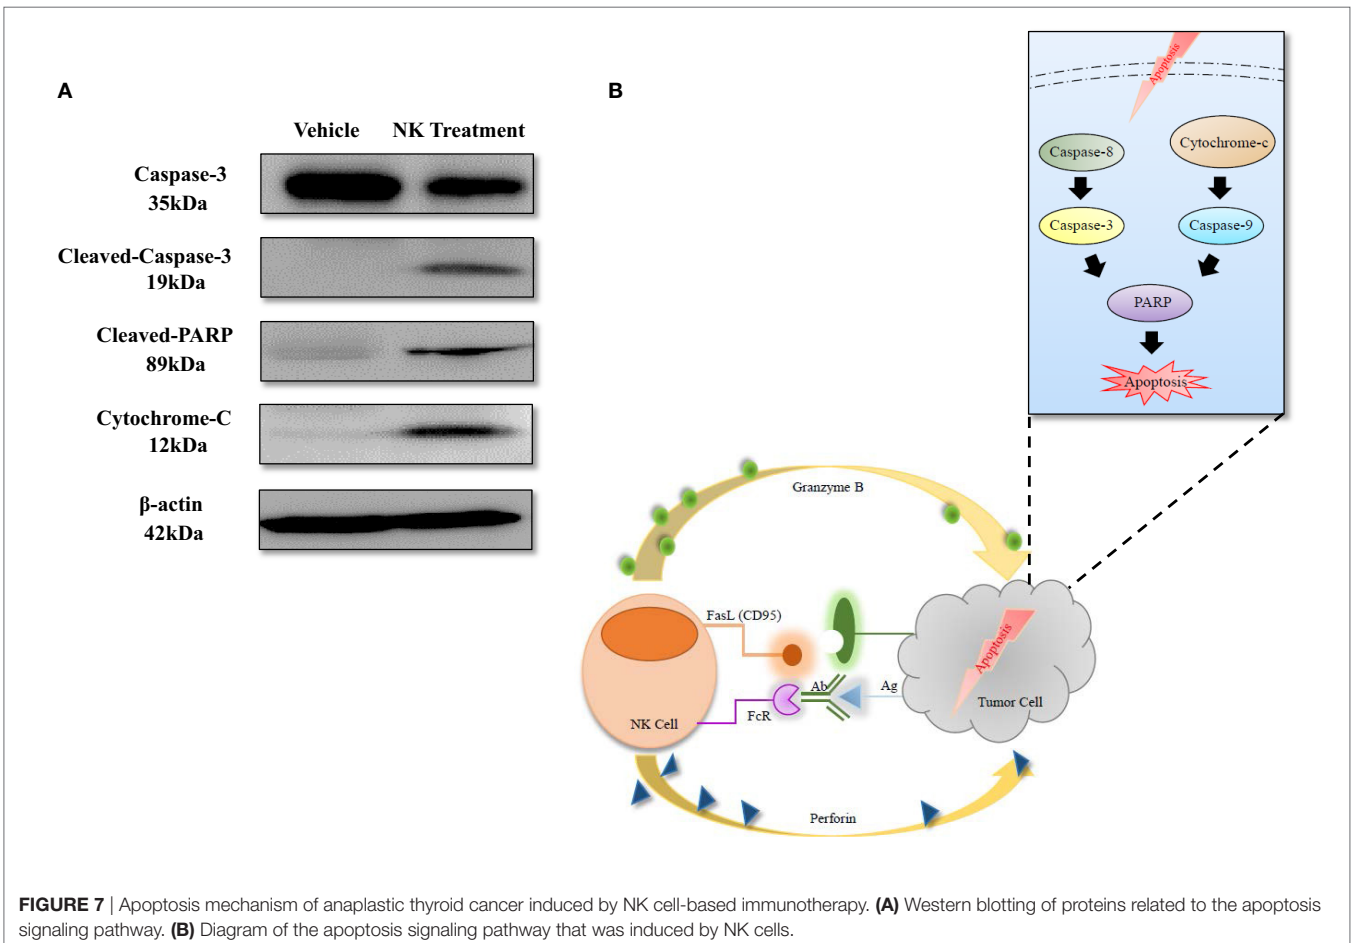 A
Vehicle NK Treatment
Caspase-3
35kDa
Cleaved-Caspase-3
19kDa
Cleaved-PARP
89kDa
Cytochrome-C
12kDa
β-actin
42kDa
B
Apoptosis
Caspase-8
Cytochrome-c
Caspase-3
Caspase-9
PARP
Apoptosis
Granzyme B
FasL (CD95)
Ab
Ag
FcR
NK Cell
Apoptosis
Tumor Cell
Perforin
FIGURE 7 | Apoptosis mechanism of anaplastic thyroid cancer induced by NK cell-based immunotherapy. (A) Western blotting of proteins related to the apoptosis
signaling pathway. (B) Diagram of the apoptosis signaling pathway that was induced by NK cells.